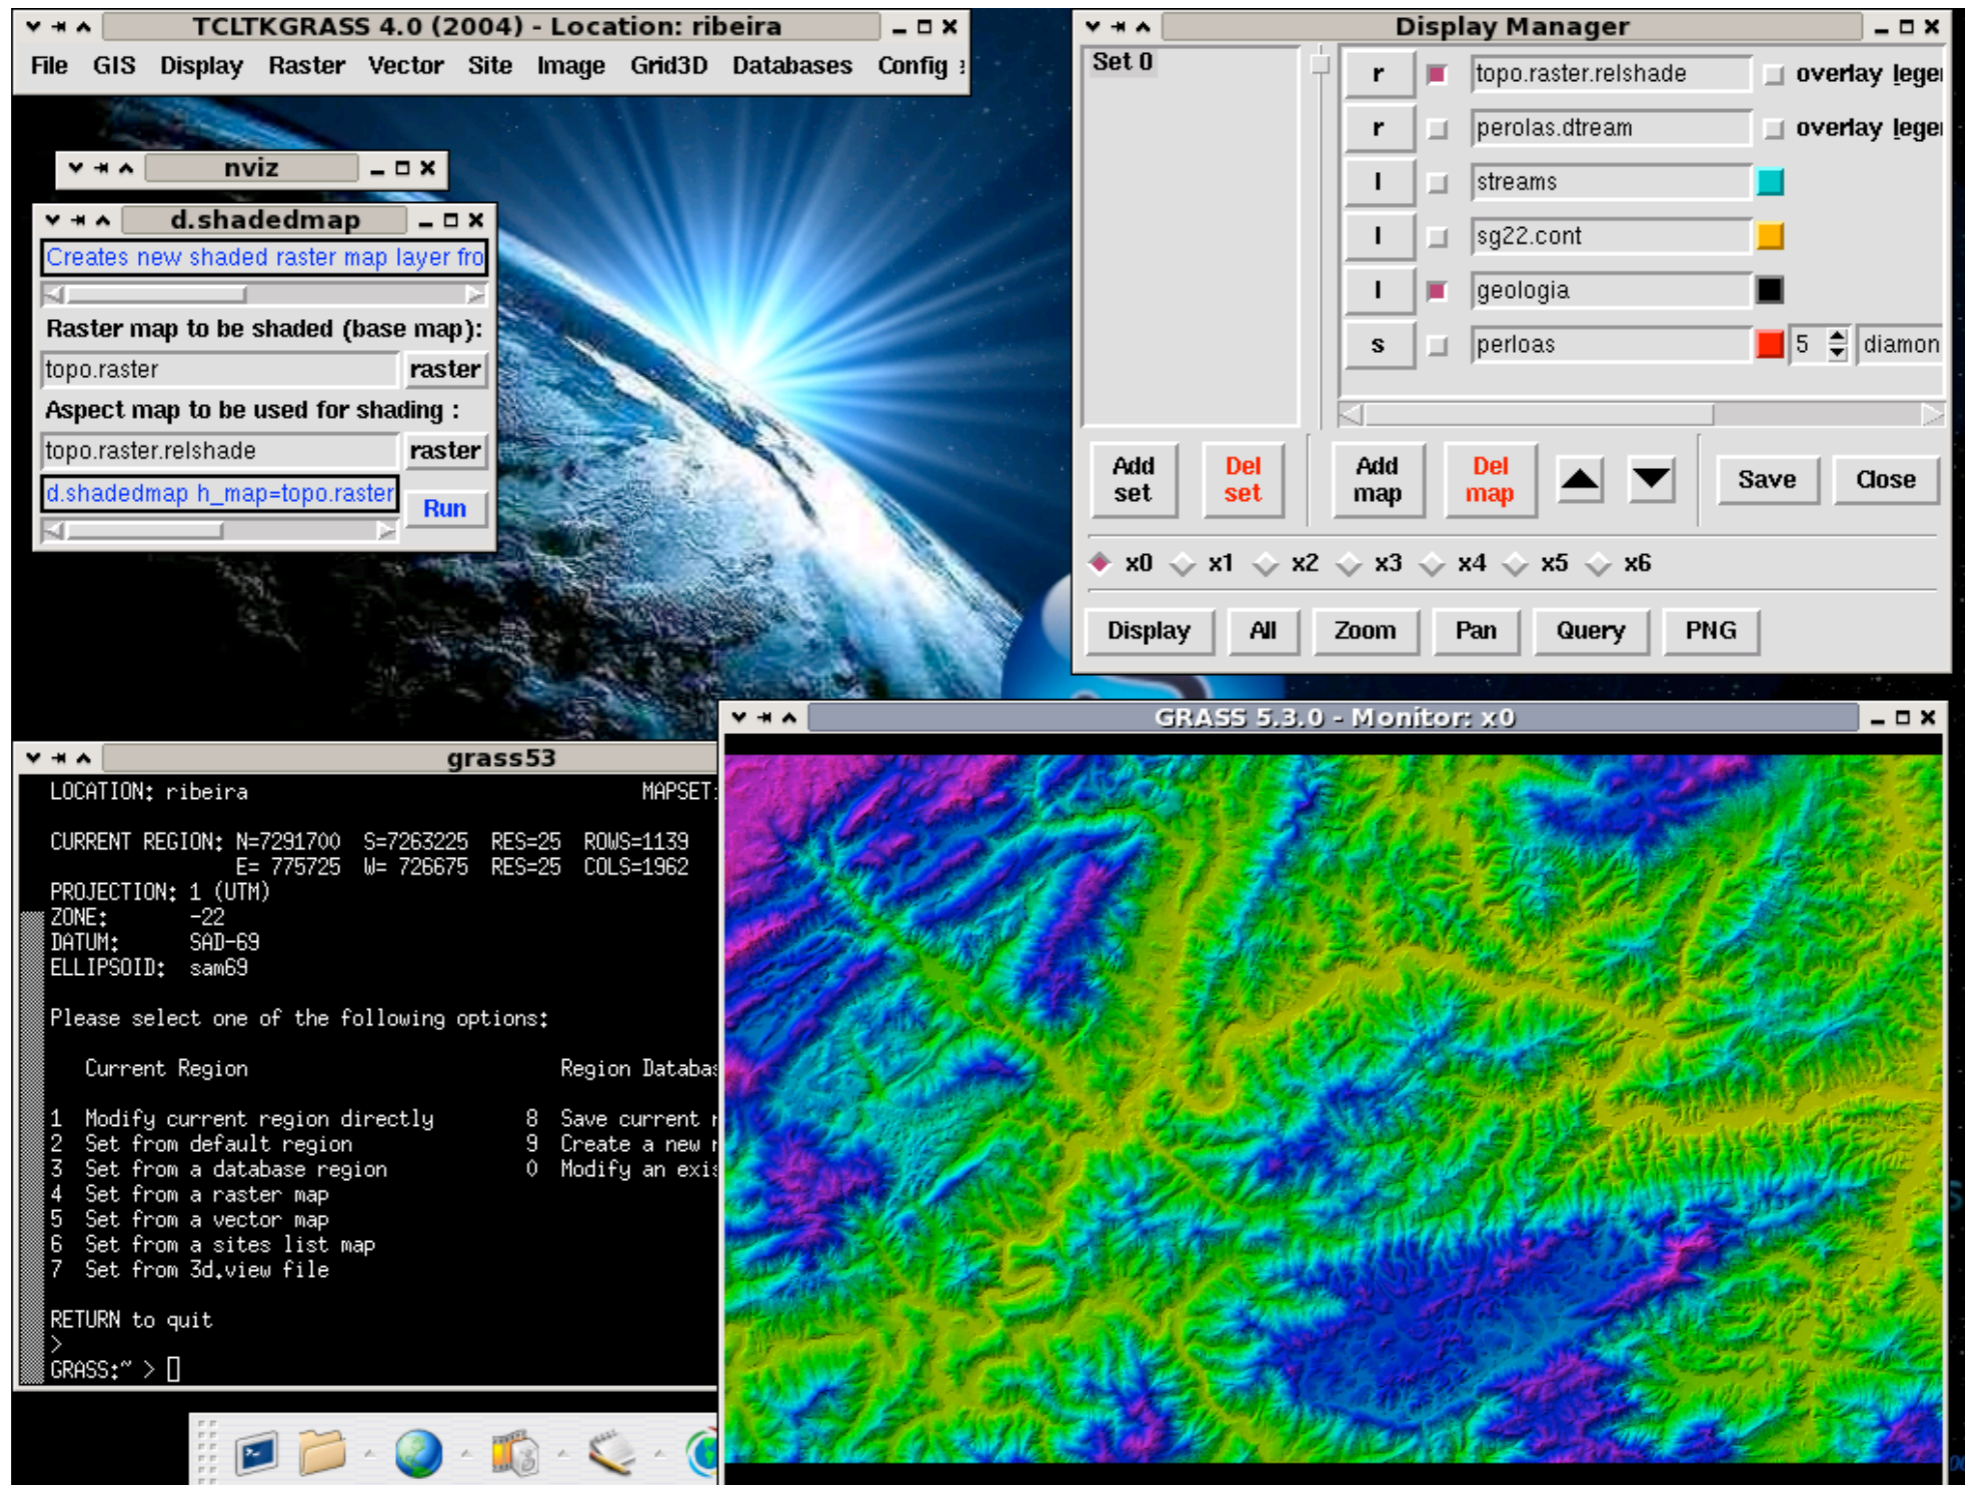 TCLTKGRASS 4.0 (2004) - Location: ribeira
File GIS Display Raster Vector Site Image Grid3D Databases Config
nviz
d.shadedmap
Creates new shaded raster map layer fro
Raster map to be shaded (base map):
topo.raster raster
Aspect map to be used for shading :
topo.raster.relshade raster
d.shadedmap h_map=topo.raster
Run
Display Manager
Set 0
r topo.raster.relshade overlay legen
r perolas.dtream overlay legen
l streams
l sg22.cont
l geologia
s perloas 5 diamon
Add set Del set Add map Del map Save Close
x0 x1 x2 x3 x4 x5 x6
Display All Zoom Pan Query PNG
grass53
LOCATION: ribeira MAPSET:
CURRENT REGION: N=7291700 S=7263225 RES=25 ROWS=1139
E= 775725 W= 726675 RES=25 COLS=1962
PROJECTION: 1 (UTM)
ZONE: -22
DATUM: SAD-69
ELLIPSOID: sam69
Please select one of the following options:
Current Region Region Databas
1 Modify current region directly 8 Save current r
2 Set from default region 9 Create a new r
3 Set from a database region 0 Modify an exis
4 Set from a raster map
5 Set from a vector map
6 Set from a sites list map
7 Set from 3d.view file
RETURN to quit
>
GRASS:~ >
GRASS 5.3.0 - Monitor: x0